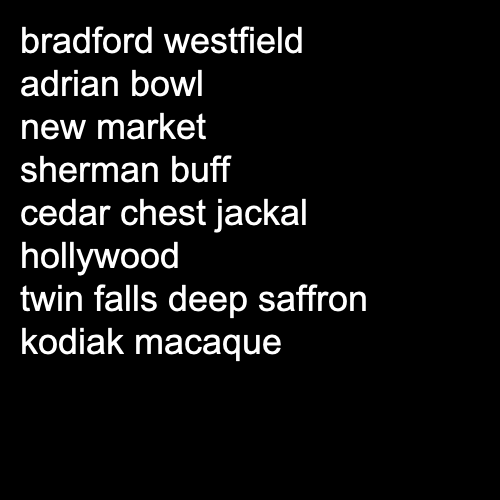 bradford westfield
adrian bowl
new market
sherman buff
cedar chest jackal
hollywood
twin falls deep saffron
kodiak macaque